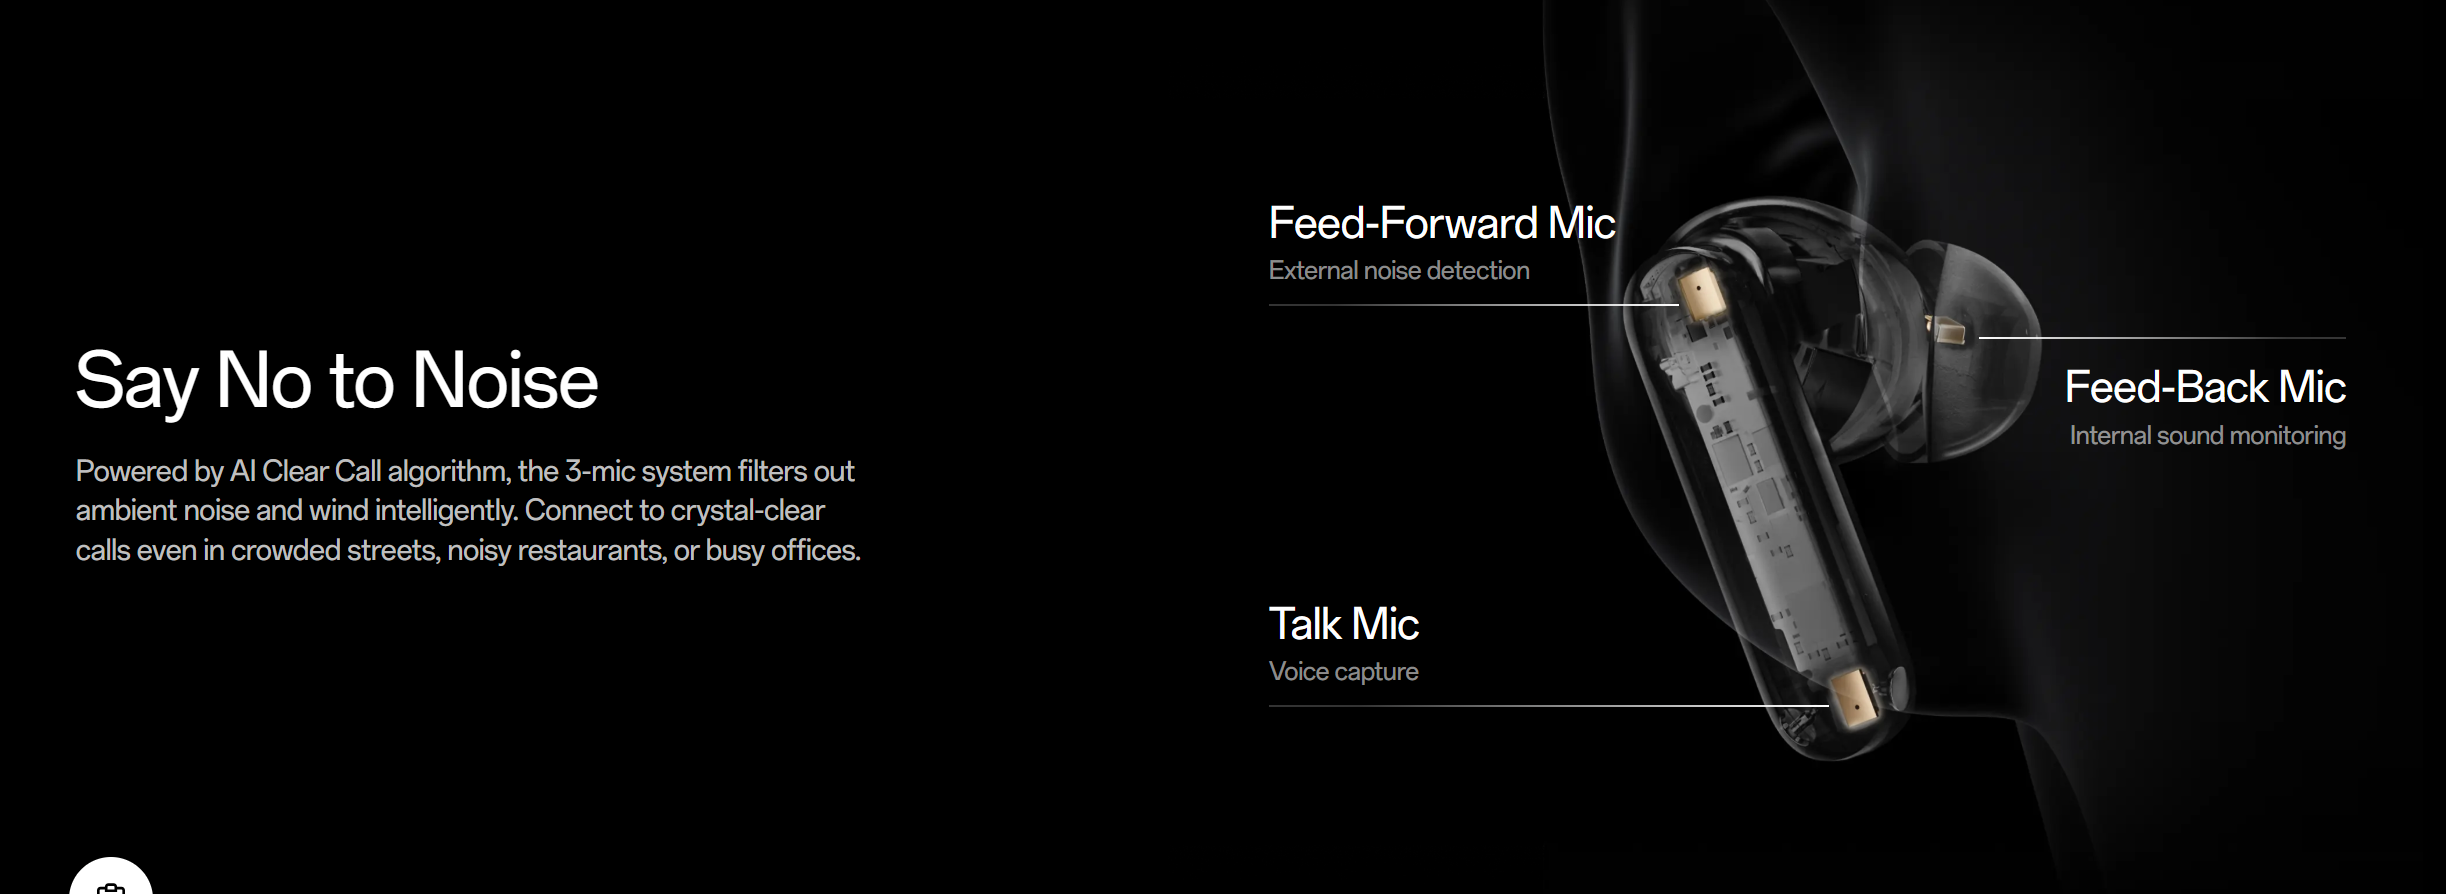 Say No to Noise
Powered by AI Clear Call algorithm, the 3-mic system filters out
ambient noise and wind intelligently. Connect to crystal-clear
calls even in crowded streets, noisy restaurants, or busy offices.
Feed-Forward Mic
External noise detection
Feed-Back Mic
Internal sound monitoring
Talk Mic
Voice capture